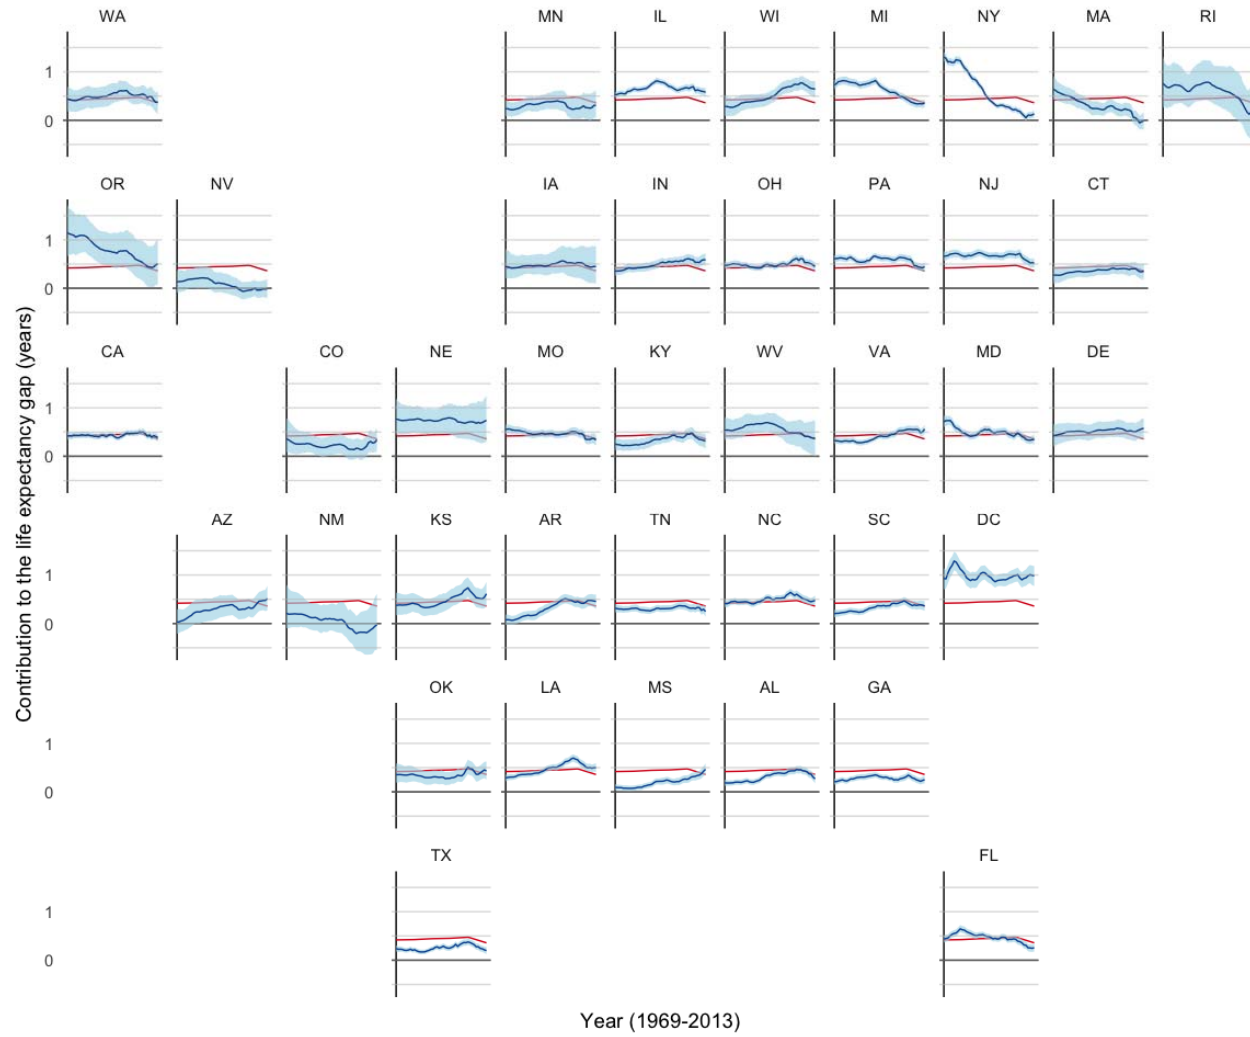 WA MN IL WI MI NY MA RI
1
0
OR NV IA IN OH PA NJ CT
1
0
CA CO NE MO KY WV VA MD DE
1
0
AZ NM KS AR TN NC SC DC
1
0
OK LA MS AL GA
1
0
TX FL
1
0
Contribution to the life expectancy gap (years)
Year (1969-2013)